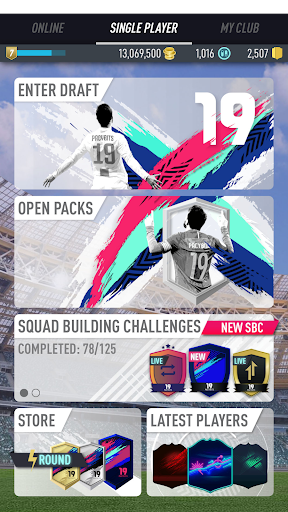 ONLINE
SINGLE PLAYER
MY CLUB
7
13,069,500
1,016
2,507
ENTER DRAFT
19
PACYBITS
19
OPEN PACKS
PACYBITS
19
SQUAD BUILDING CHALLENGES
NEW SBC
COMPLETED: 78/125
LIVE
NEW
LIVE
19
19
19
STORE
ROUND
19
19
19
LATEST PLAYERS